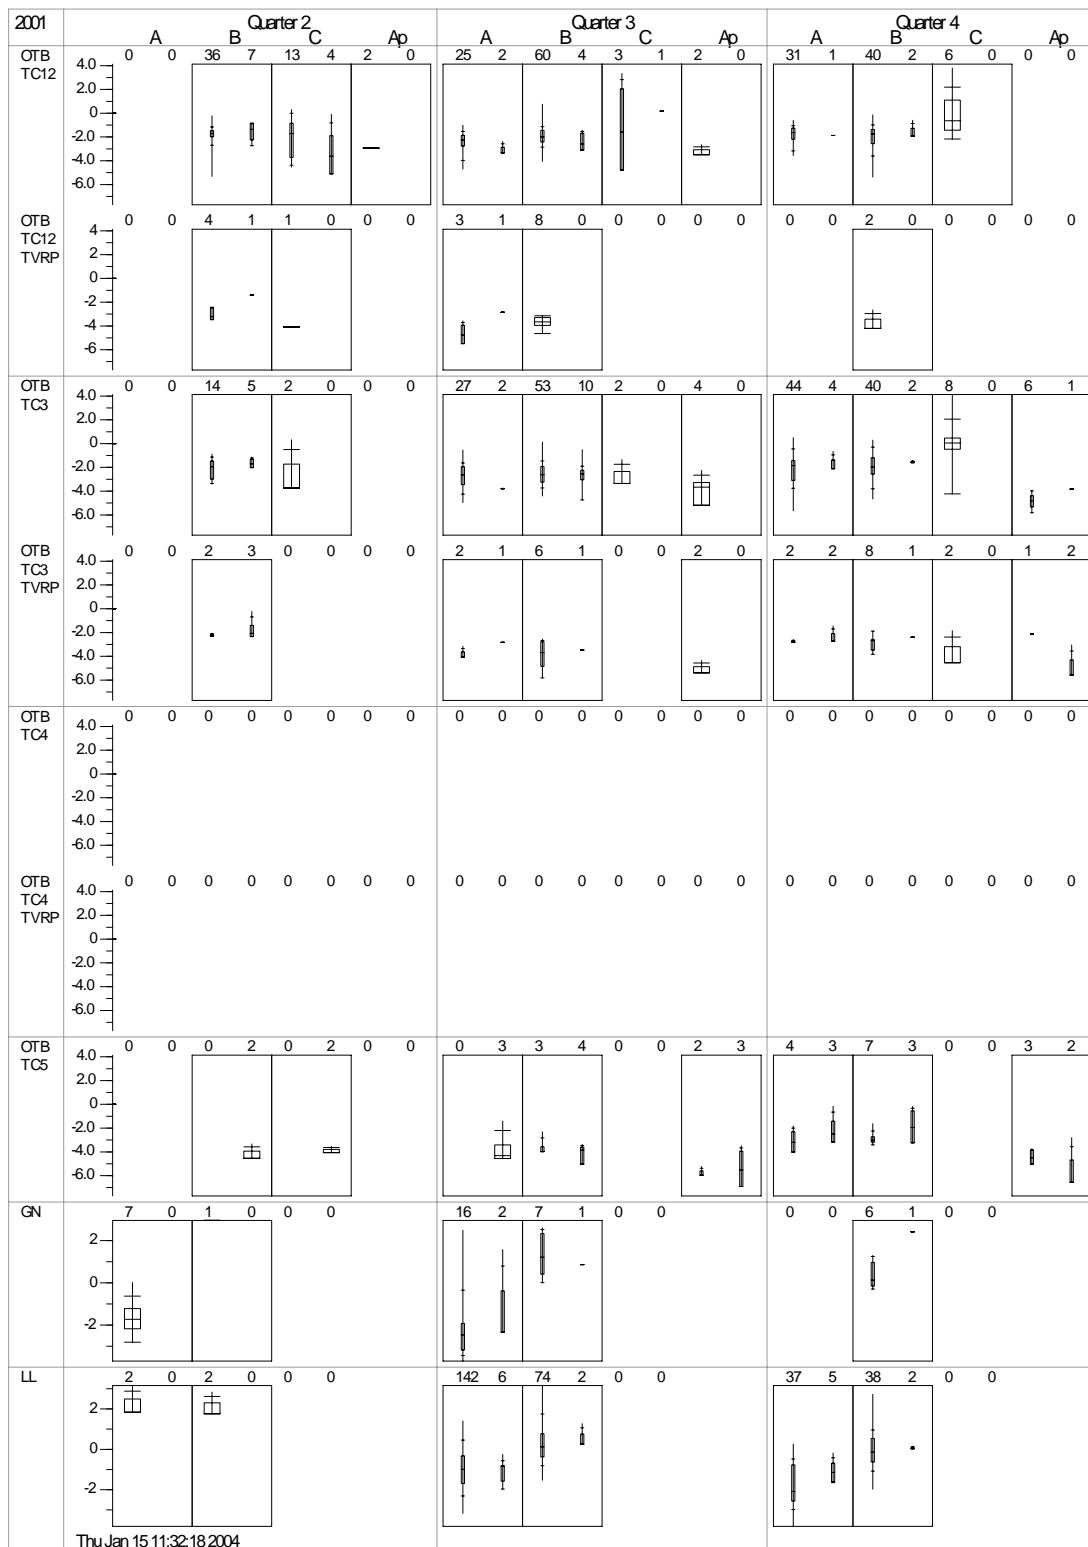 2001 Quarter 2 Quarter 3 Quarter 4
A B C Ap A B C Ap A B C Ap
OTB 0 0 36 7 13 4 2 0 25 2 60 4 3 1 2 0 31 1 40 2 6 0 0 0
TC12
4.0
2.0
0
-2.0
-4.0
-6.0
OTB 0 0 4 1 1 0 0 0 3 1 8 0 0 0 0 0 0 0 2 0 0 0 0 0
TC12
TVRP
4
2
0
-2
-4
-6
OTB 0 0 14 5 2 0 0 0 27 2 53 10 2 0 4 0 44 4 40 2 8 0 6 1
TC3
4.0
2.0
0
-2.0
-4.0
-6.0
OTB 0 0 2 3 0 0 0 0 2 1 6 1 0 0 2 0 2 2 8 1 2 0 1 2
TC3
TVRP
4.0
2.0
0
-2.0
-4.0
-6.0
OTB 0 0 0 0 0 0 0 0 0 0 0 0 0 0 0 0 0 0 0 0 0 0 0 0
TC4
4.0
2.0
0
-2.0
-4.0
-6.0
OTB 0 0 0 0 0 0 0 0 0 0 0 0 0 0 0 0 0 0 0 0 0 0 0 0
TC4
TVRP
4.0
2.0
0
-2.0
-4.0
-6.0
OTB 0 0 0 2 0 2 0 0 0 3 3 4 0 0 2 3 4 3 7 3 0 0 3 2
TC5
4.0
2.0
0
-2.0
-4.0
-6.0
GN 7 0 1 0 0 0 16 2 7 1 0 0 0 0 6 1 0 0
2
0
-2
LL 2 0 2 0 0 0 142 6 74 2 0 0 37 5 38 2 0 0
2
0
-2
Thu Jan 15 11:32:18 2004